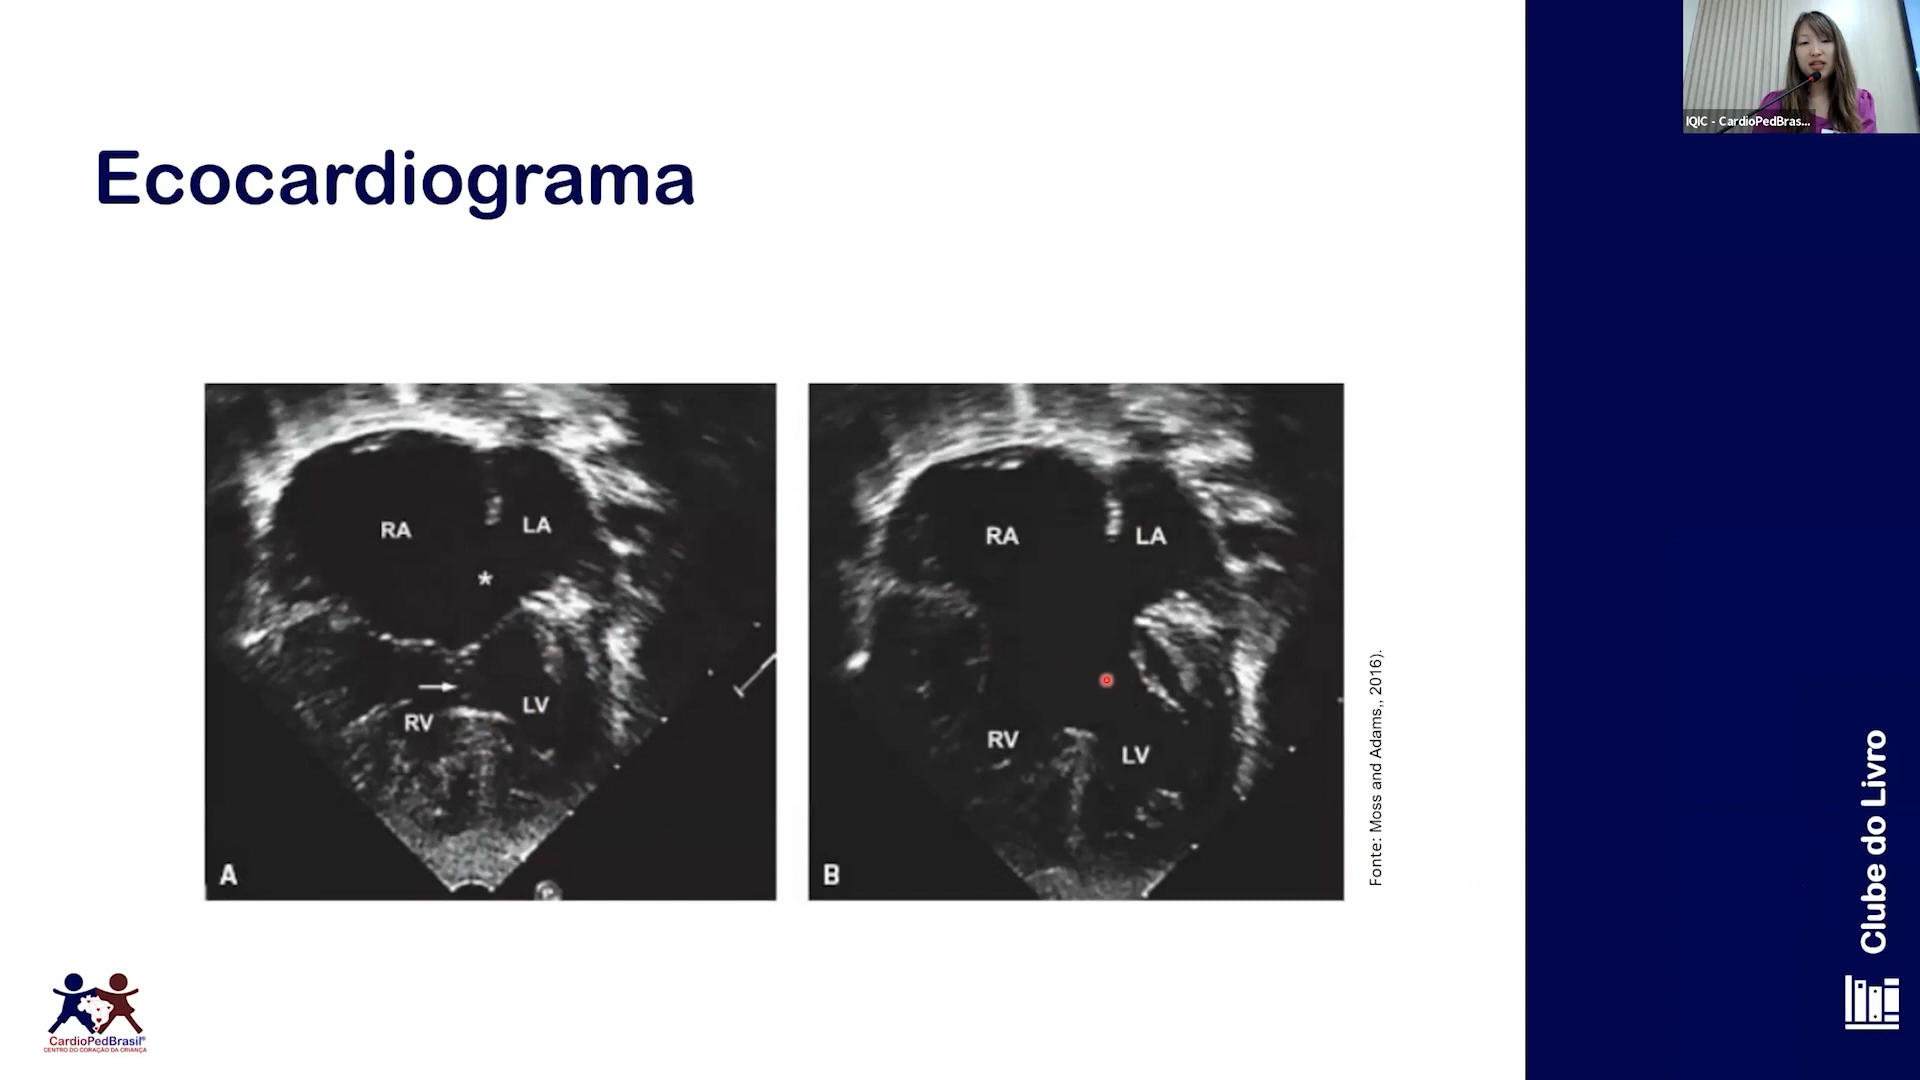 IQIC - CardioPedBras...
Ecocardiograma
RA
LA
*
RV
LV
A
RA
LA
RV
LV
B
Fonte: Moss and Adams,, 2016).
Clube do Livro
CardioPedBrasil®
CENTRO DO CORAÇÃO DA CRIANÇA